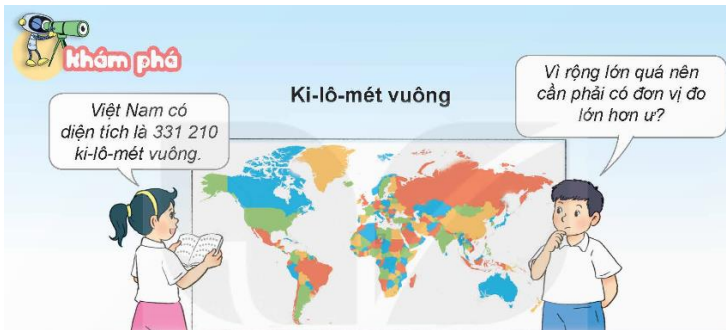 khám phá
Ki-lô-mét vuông
Việt Nam có
diện tích là 331 210
ki-lô-mét vuông.
Vì rộng lớn quá nên
cần phải có đơn vị đo
lớn hơn ư?